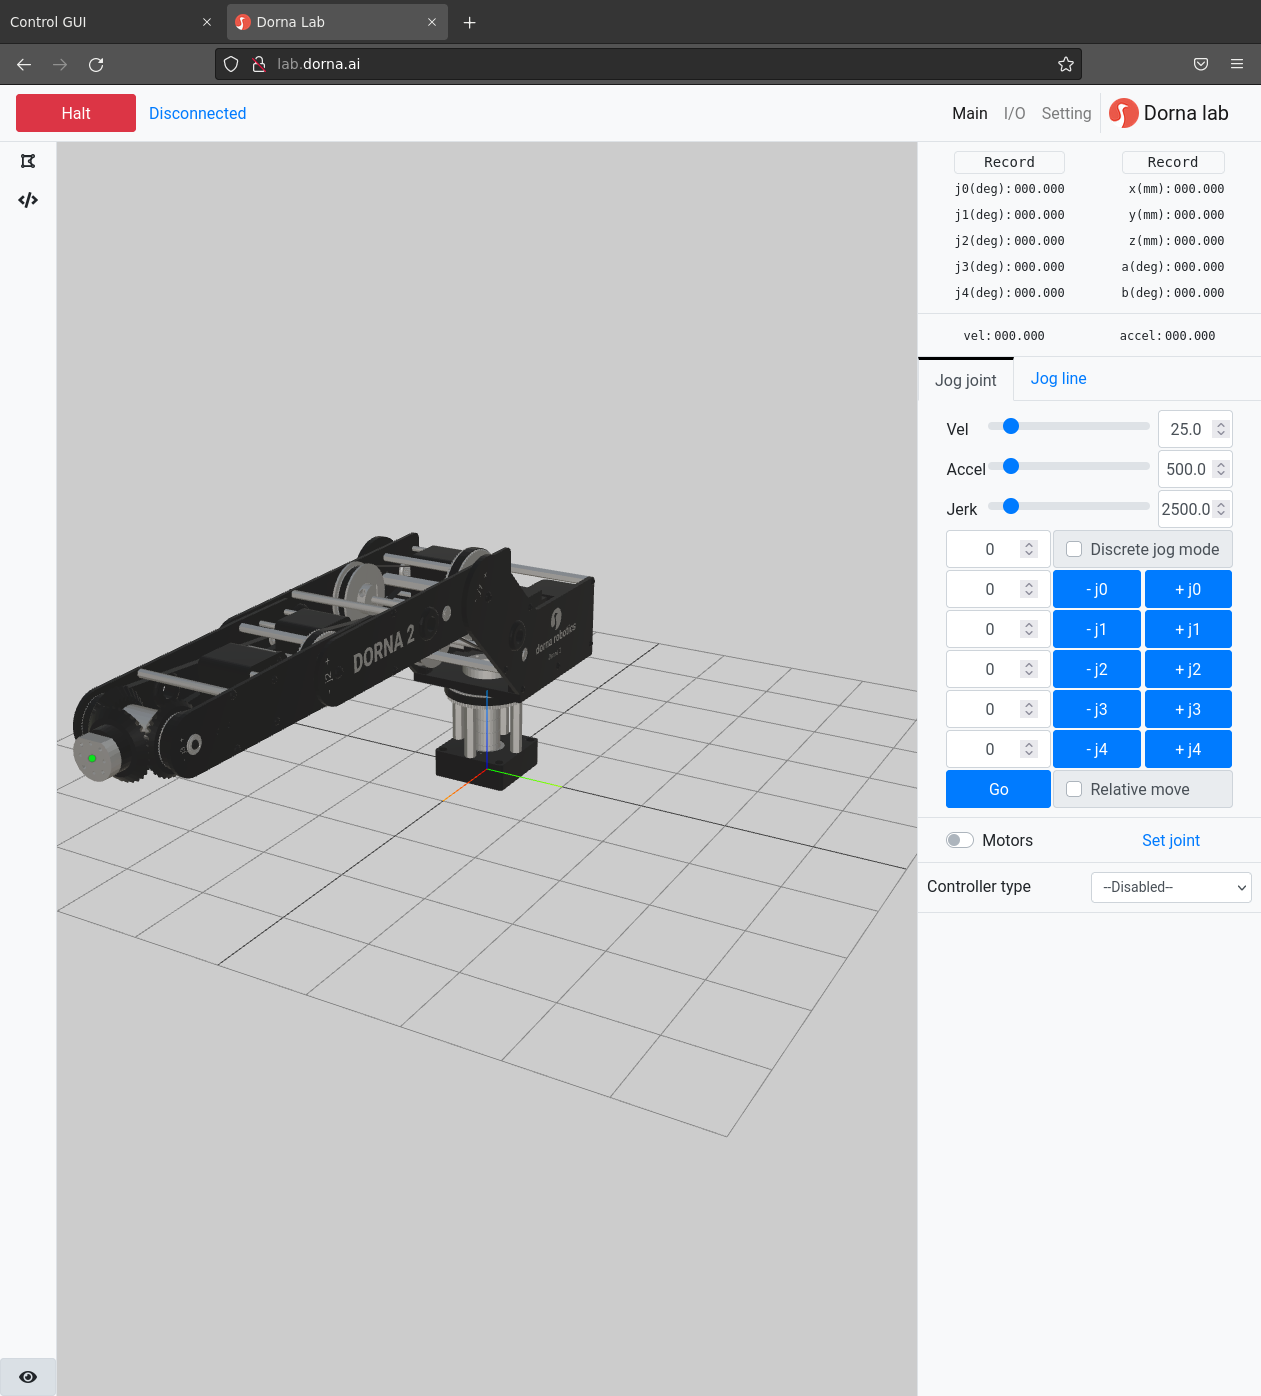 Control GUI
Dorna Lab
lab.dorna.ai
Halt
Disconnected
Main
I/O
Setting
Dorna lab
Record
Record
j0(deg):000.000
x(mm):000.000
j1(deg):000.000
y(mm):000.000
j2(deg):000.000
z(mm):000.000
j3(deg):000.000
a(deg):000.000
j4(deg):000.000
b(deg):000.000
vel:000.000
accel:000.000
Jog joint
Jog line
Vel
25.0
Accel
500.0
Jerk
2500.0
0
Discrete jog mode
0
- j0
+ j0
0
- j1
+ j1
0
- j2
+ j2
0
- j3
+ j3
0
- j4
+ j4
Go
Relative move
Motors
Set joint
Controller type
--Disabled--
DORNA 2
dorna robotics